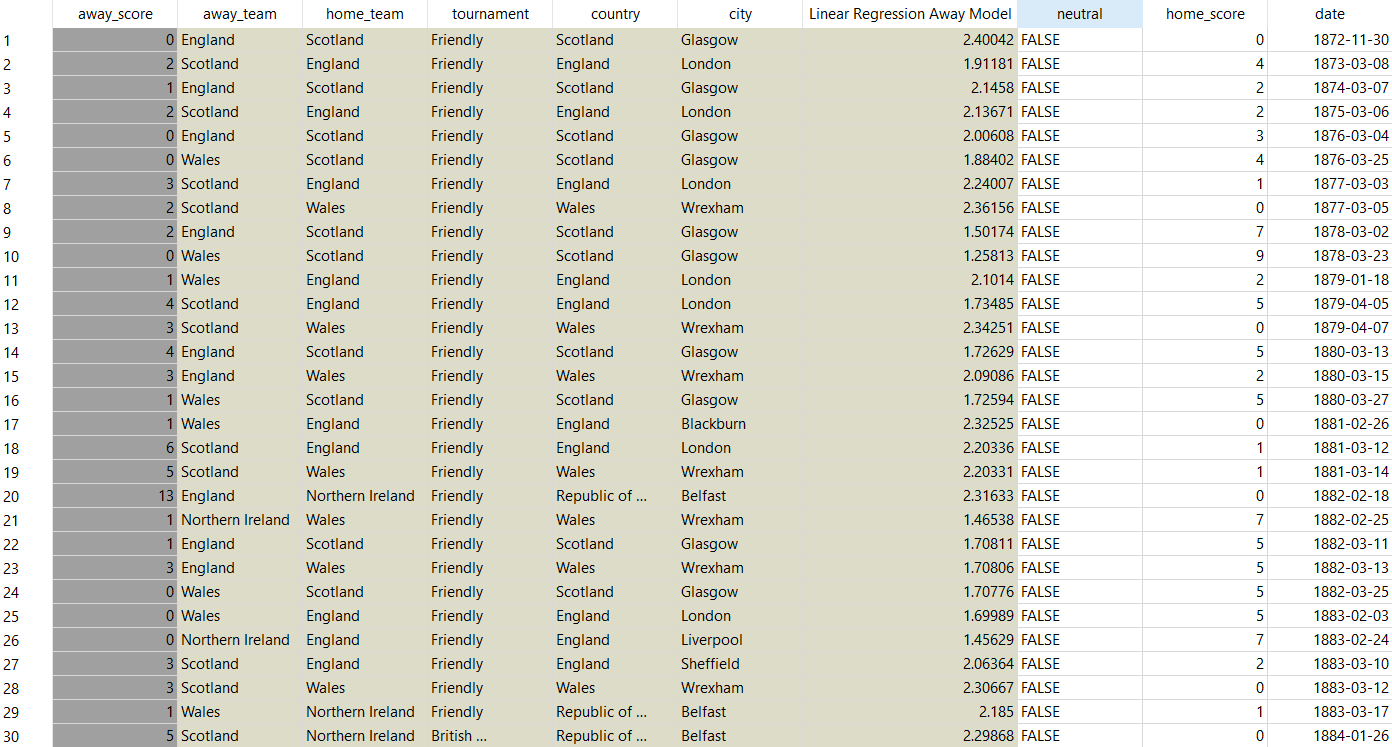 away_score away_team home_team tournament country city Linear Regression Away Model neutral home_score date
1 0 England Scotland Friendly Scotland Glasgow 2.40042 FALSE 0 1872-11-30
2 2 Scotland England Friendly England London 1.91181 FALSE 4 1873-03-08
3 1 England Scotland Friendly Scotland Glasgow 2.1458 FALSE 2 1874-03-07
4 2 Scotland England Friendly England London 2.13671 FALSE 2 1875-03-06
5 0 England Scotland Friendly Scotland Glasgow 2.00608 FALSE 3 1876-03-04
6 0 Wales Scotland Friendly Scotland Glasgow 1.88402 FALSE 4 1876-03-25
7 3 Scotland England Friendly England London 2.24007 FALSE 1 1877-03-03
8 2 Scotland Wales Friendly Wales Wrexham 2.36156 FALSE 0 1877-03-05
9 2 England Scotland Friendly Scotland Glasgow 1.50174 FALSE 7 1878-03-02
10 0 Wales Scotland Friendly Scotland Glasgow 1.25813 FALSE 9 1878-03-23
11 1 Wales England Friendly England London 2.1014 FALSE 2 1879-01-18
12 4 Scotland England Friendly England London 1.73485 FALSE 5 1879-04-05
13 3 Scotland Wales Friendly Wales Wrexham 2.34251 FALSE 0 1879-04-07
14 4 England Scotland Friendly Scotland Glasgow 1.72629 FALSE 5 1880-03-13
15 3 England Wales Friendly Wales Wrexham 2.09086 FALSE 2 1880-03-15
16 1 Wales Scotland Friendly Scotland Glasgow 1.72594 FALSE 5 1880-03-27
17 1 Wales England Friendly England Blackburn 2.32525 FALSE 0 1881-02-26
18 6 Scotland England Friendly England London 2.20336 FALSE 1 1881-03-12
19 5 Scotland Wales Friendly Wales Wrexham 2.20331 FALSE 1 1881-03-14
20 13 England Northern Ireland Friendly Republic of ... Belfast 2.31633 FALSE 0 1882-02-18
21 1 Northern Ireland Wales Friendly Wales Wrexham 1.46538 FALSE 7 1882-02-25
22 1 England Scotland Friendly Scotland Glasgow 1.70811 FALSE 5 1882-03-11
23 3 England Wales Friendly Wales Wrexham 1.70806 FALSE 5 1882-03-13
24 0 Wales Scotland Friendly Scotland Glasgow 1.70776 FALSE 5 1882-03-25
25 0 Wales England Friendly England London 1.69989 FALSE 5 1883-02-03
26 0 Northern Ireland England Friendly England Liverpool 1.45629 FALSE 7 1883-02-24
27 3 Scotland England Friendly England Sheffield 2.06364 FALSE 2 1883-03-10
28 3 Scotland Wales Friendly Wales Wrexham 2.30667 FALSE 0 1883-03-12
29 1 Wales Northern Ireland Friendly Republic of ... Belfast 2.185 FALSE 1 1883-03-17
30 5 Scotland Northern Ireland British ... Republic of ... Belfast 2.29868 FALSE 0 1884-01-26